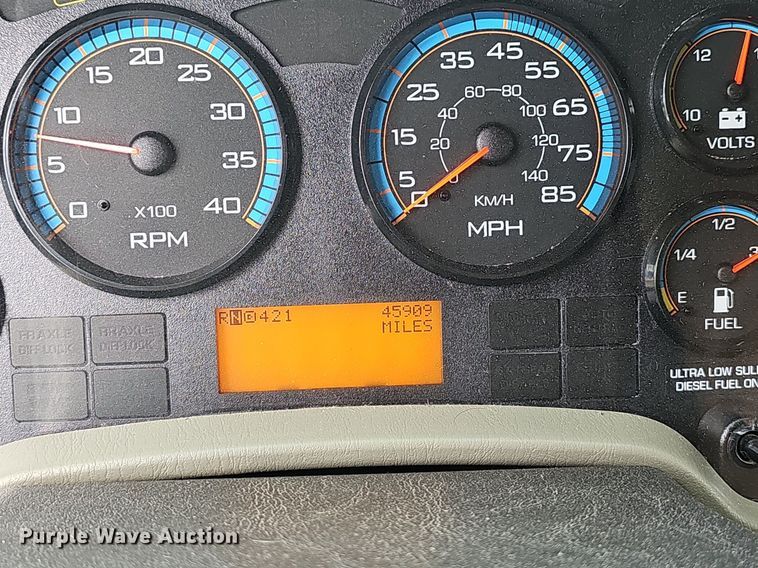 0 5 10 15 20 25 30 35 40
X100
RPM
0 5 15 25 35 45 55 65 75 85
0 20 40 60 80 100 120 140
KM/H
MPH
10 12
VOLTS
E 1/4 1/2
FUEL
ULTRA LOW SUL
DIESEL FUEL ON
RND421 45909
MILES
Purple Wave Auction